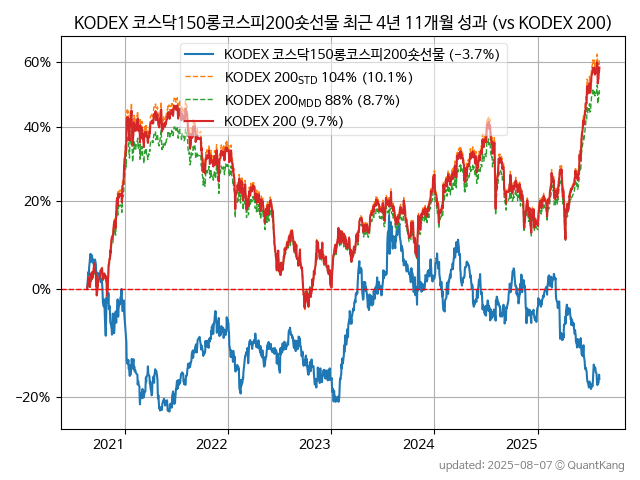 KODEX 코스닥150롱코스피200숏선물 최근 4년 11개월 성과 (vs KODEX 200)
KODEX 코스닥150롱코스피200숏선물 (−3.7%)
KODEX 200STD 104% (10.1%)
KODEX 200MDD 88% (8.7%)
KODEX 200 (9.7%)
60%
40%
20%
0%
−20%
2021 2022 2023 2024 2025
updated: 2025-08-07 © QuantKang